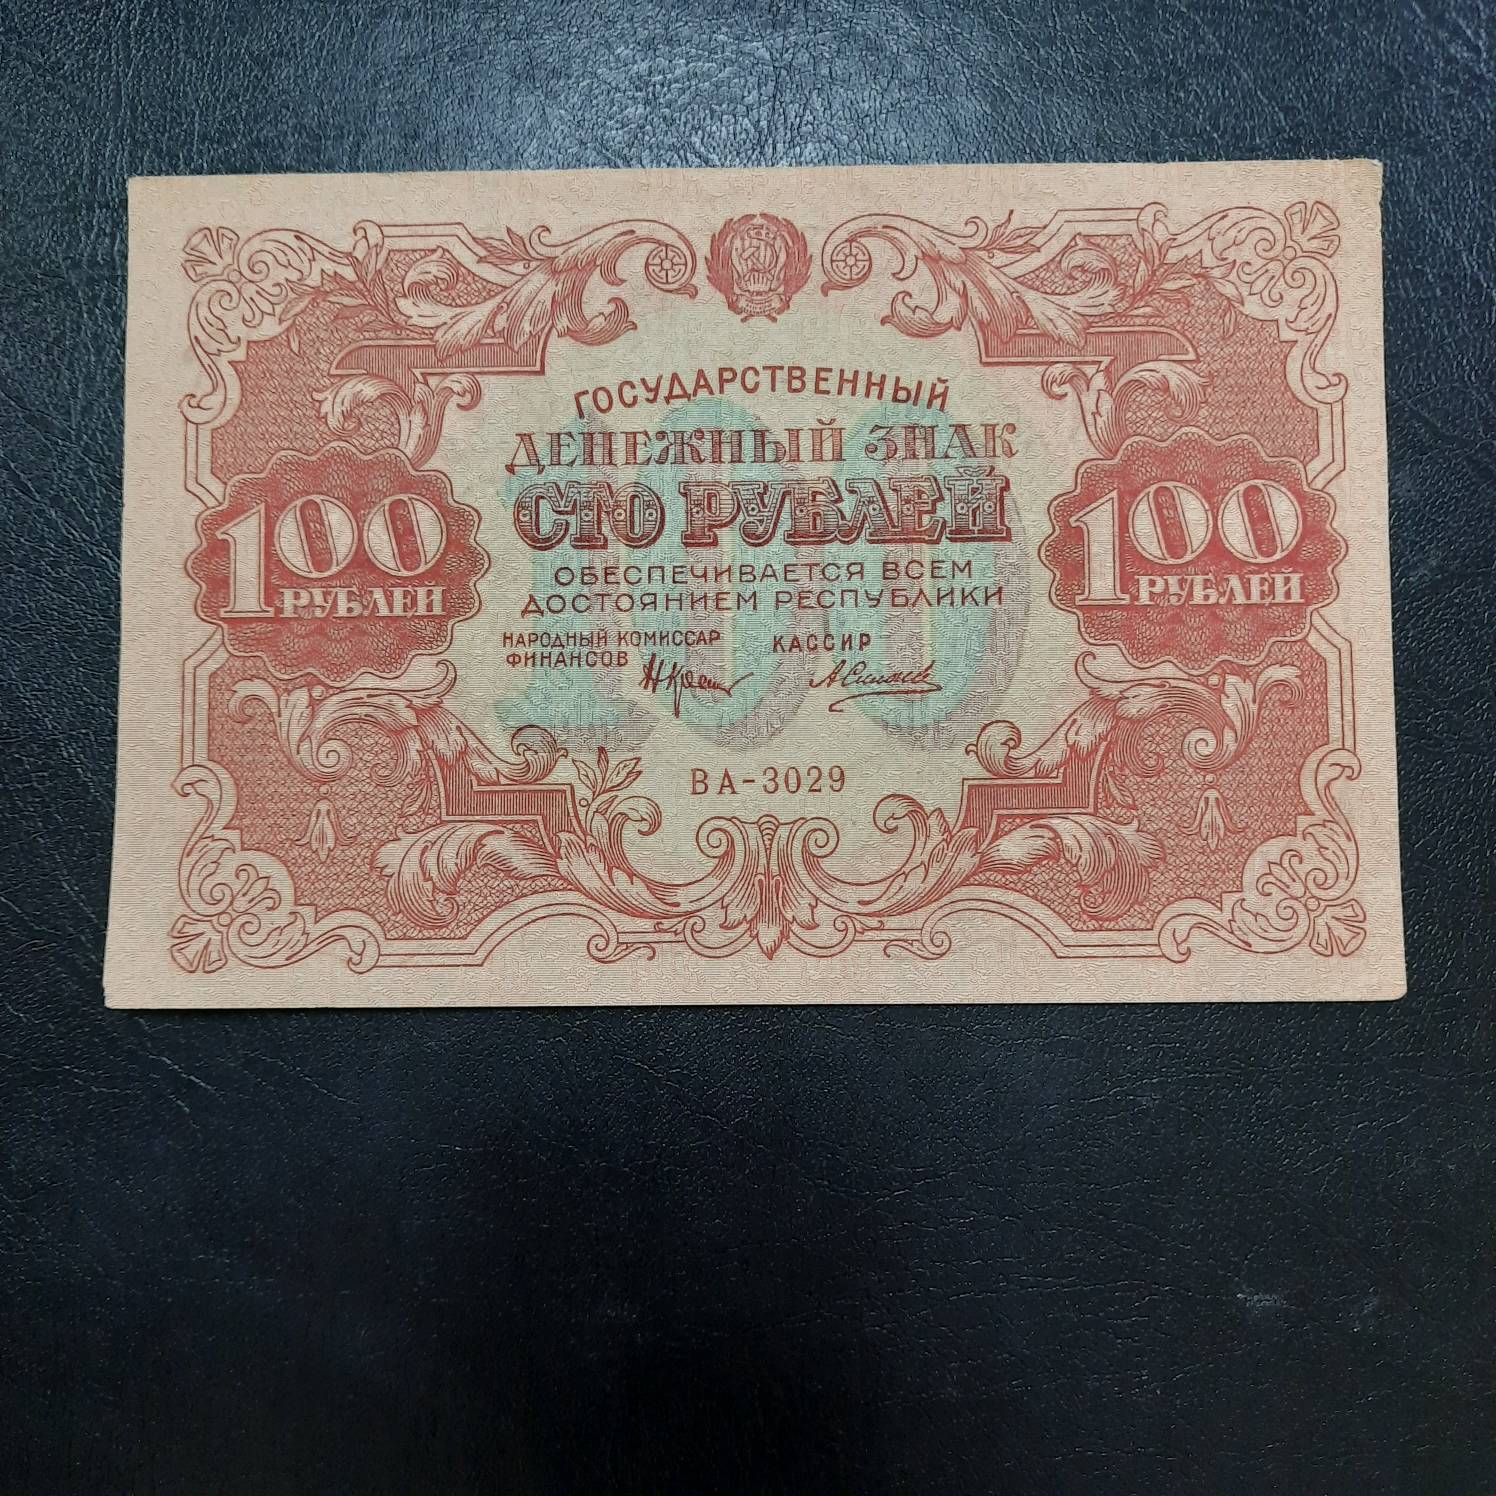 ГОСУДАРСТВЕННЫЙ
ДЕНЕЖНЫЙ ЗНАК
СТО РУБЛЕЙ
100
РУБЛЕЙ
100
РУБЛЕЙ
100
ОБЕСПЕЧИВАЕТСЯ ВСЕМ
ДОСТОЯНИЕМ РЕСПУБЛИКИ
НАРОДНЫЙ КОМИССАР
ФИНАНСОВ
КАССИР
ВА-3029